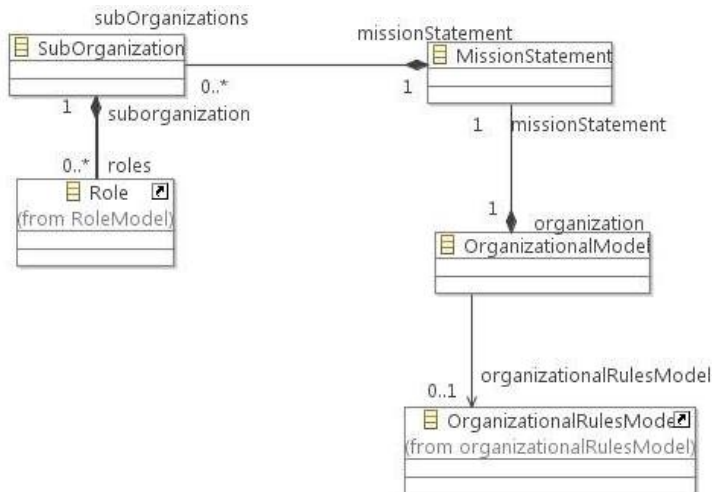 subOrganizations
missionStatement
SubOrganization
MissionStatement
0..*
1
1
suborganization
1
missionStatement
0..*
roles
Role
(from RoleModel)
1
organization
OrganizationalModel
organizationalRulesModel
0..1
OrganizationalRulesModel
(from organizationalRulesModel)